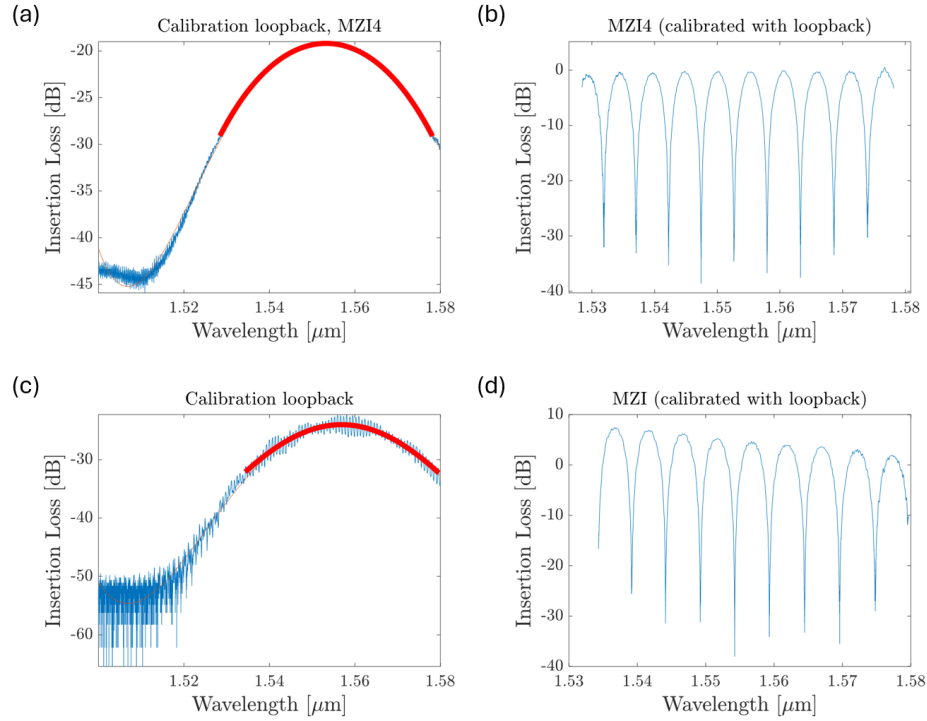 (a)
Calibration loopback, MZI4
-20
-25
-30
-35
-40
-45
Insertion Loss [dB]
1.52
1.54
1.56
1.58
Wavelength [μm]
(b)
MZI4 (calibrated with loopback)
0
-10
-20
-30
-40
Insertion Loss [dB]
1.53
1.54
1.55
1.56
1.57
1.58
Wavelength [μm]
(c)
Calibration loopback
-30
-40
-50
-60
Insertion Loss [dB]
1.52
1.54
1.56
1.58
Wavelength [μm]
(d)
MZI (calibrated with loopback)
10
0
-10
-20
-30
-40
Insertion Loss [dB]
1.53
1.54
1.55
1.56
1.57
1.58
Wavelength [μm]